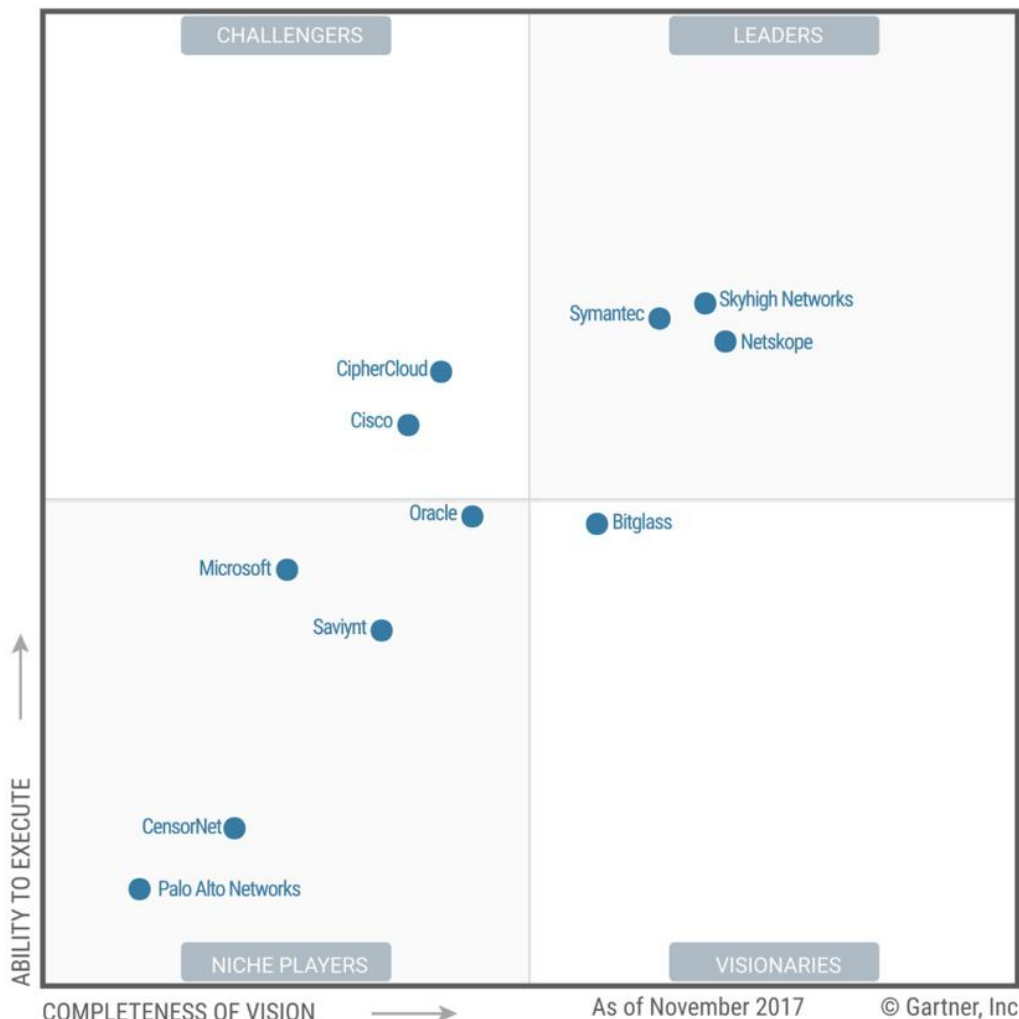 CHALLENGERS
LEADERS
Skyhigh Networks
Symantec
Netskope
CipherCloud
Cisco
Oracle
Bitglass
Microsoft
Saviynt
CensorNet
Palo Alto Networks
ABILITY TO EXECUTE
NICHE PLAYERS
VISIONARIES
COMPLETENESS OF VISION
As of November 2017
© Gartner, Inc